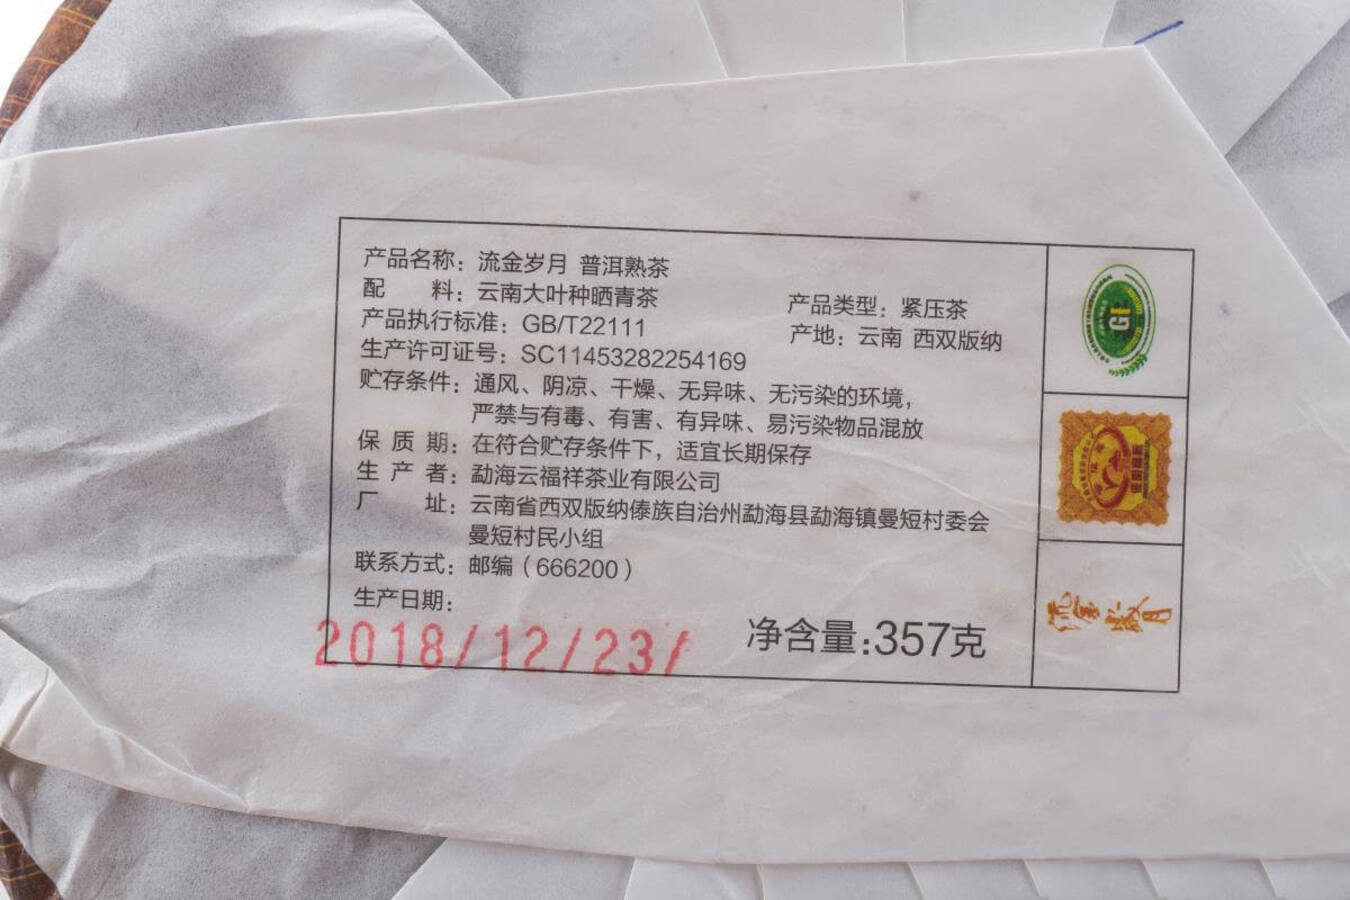 产品名称：流金岁月 普洱熟茶
配　　料：云南大叶种晒青茶
产品类型：紧压茶
产品执行标准：GB/T22111
产地：云南 西双版纳
生产许可证号：SC11453282254169
贮存条件：通风、阴凉、干燥、无异味、无污染的环境，
严禁与有毒、有害、有异味、易污染物品混放
保 质 期：在符合贮存条件下，适宜长期保存
生 产 者：勐海云福祥茶业有限公司
厂　　址：云南省西双版纳傣族自治州勐海县勐海镇曼短村委会
曼短村民小组
联系方式：邮编（666200）
生产日期：
2018/12/23/
净含量:357克
流金岁月